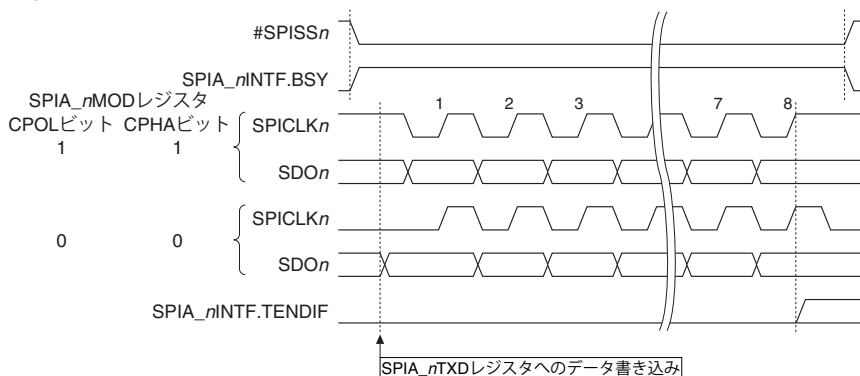 #SPISSn
SPIA_nINTF.BSY
SPIA_nMODレジスタ
CPOLビット CPHAビット
1 2 3 7 8
1 1
SPICLKn
SDOn
0 0
SPICLKn
SDOn
SPIA_nINTF.TENDIF
SPIA_nTXDレジスタへのデータ書き込み